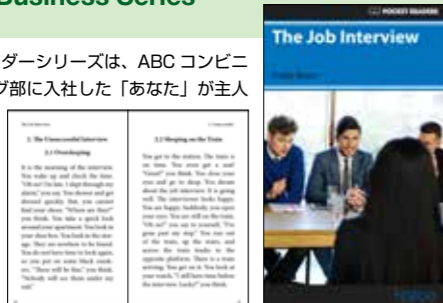 Business Series
ダーシリーズは、ABC コンビニ
グ部に入社した「あなた」が主人
POCKET READERS
The Job Interview
2. The Unsuccessful Interview
2.1 Oversleeping
It is the morning of the interview.
You wake up and check the time.
"Oh no! I'm late. I slept through my
alarm," you say. You shower and get
dressed quickly. But, you cannot
find your shoes. "Where are they?"
you think. You take a quick look
around your apartment. You look in
your shoe box. You look in the
They are nowhere to be found.
You do not have time to look again,
so you put on some black
"These will be fine," you think.
"Nobody will see them under my
2.2 Sleeping on the Train
You get to the station. The train is
on time. You even get a seat!
"Great!" you think. You close your
eyes and go to sleep. You dream
about the job interview. It is going
well. The interviewer looks happy.
You are happy. Suddenly, you open
your eyes. You are still on the train.
"Oh no!" you say to yourself, "I've
gone past my stop." You run out
of the train, up the stairs, and
across the train tracks to the
opposite platform. There is a train
arriving. You get on it. You look at
your watch. "I still have time before
the interview. Lucky!" you think.